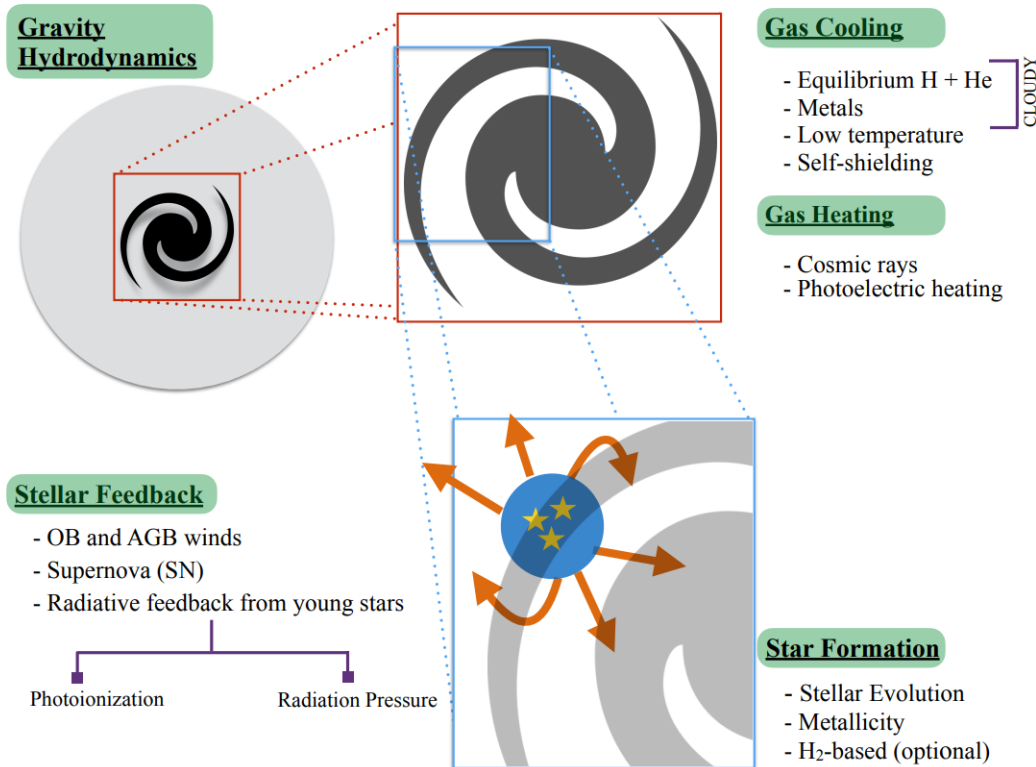 Gravity
Hydrodynamics
Gas Cooling
- Equilibrium H + He
- Metals
- Low temperature
- Self-shielding
CLOUDY
Gas Heating
- Cosmic rays
- Photoelectric heating
Stellar Feedback
- OB and AGB winds
- Supernova (SN)
- Radiative feedback from young stars
Photoionization
Radiation Pressure
Star Formation
- Stellar Evolution
- Metallicity
- H₂-based (optional)